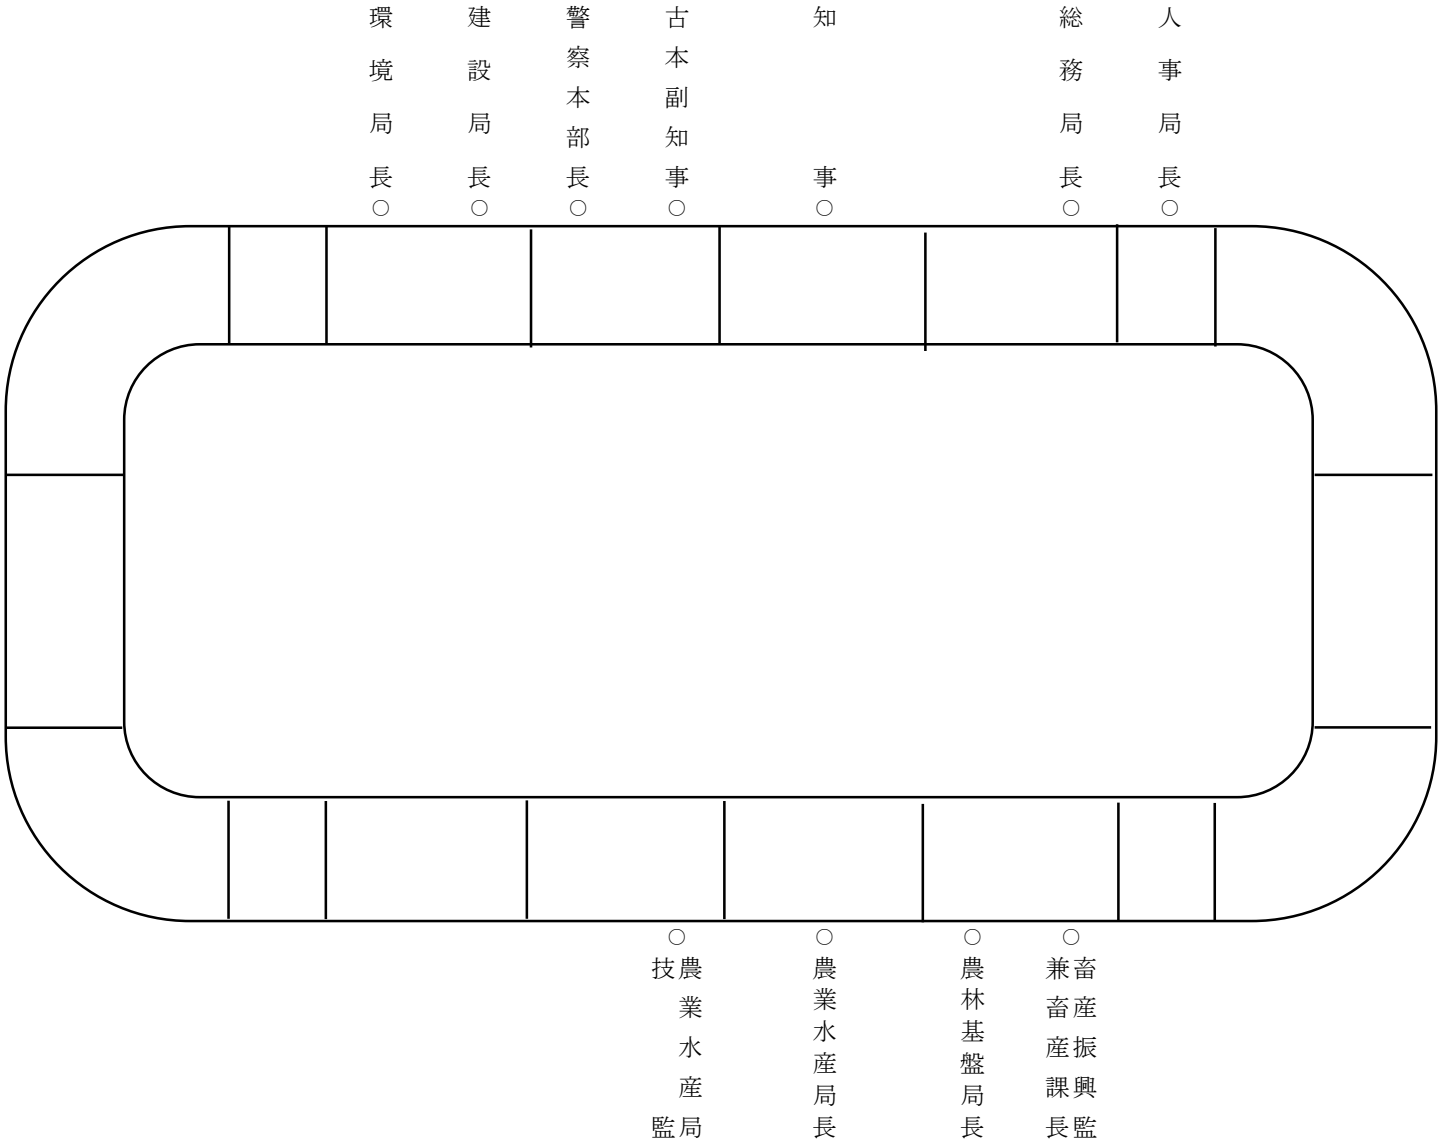 人事局長○
総務局長○
知事○
古本副知事○
警察本部長○
建設局長○
環境局長○
○畜産振興監
兼畜産課長
○農林基盤局長
○農業水産局長
○農業水産局
技監